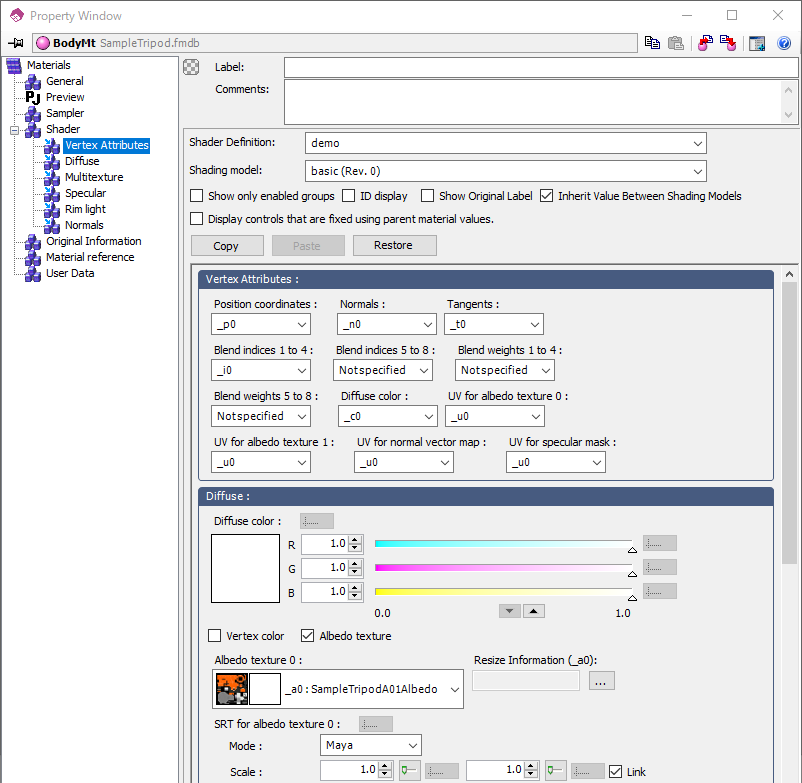 Property Window
BodyMt SampleTripod.fmdb
Materials
General
Preview
Sampler
Shader
Vertex Attributes
Diffuse
Multitexture
Specular
Rim light
Normals
Original Information
Material reference
User Data
Label:
Comments:
Shader Definition: demo
Shading model: basic (Rev. 0)
Show only enabled groups ID display Show Original Label Inherit Value Between Shading Models
Display controls that are fixed using parent material values.
Copy Paste Restore
Vertex Attributes :
Position coordinates : Normals : Tangents :
_p0 _n0 _t0
Blend indices 1 to 4 : Blend indices 5 to 8 : Blend weights 1 to 4 :
_i0 Notspecified Notspecified
Blend weights 5 to 8 : Diffuse color : UV for albedo texture 0 :
Notspecified _c0 _u0
UV for albedo texture 1 : UV for normal vector map : UV for specular mask :
_u0 _u0 _u0
Diffuse :
Diffuse color :
R 1.0
G 1.0
B 1.0
0.0 1.0
Vertex color Albedo texture
Albedo texture 0 : Resize Information (_a0):
_a0 : SampleTripodA01Albedo ...
SRT for albedo texture 0 :
Mode : Maya
Scale : 1.0 1.0 Link